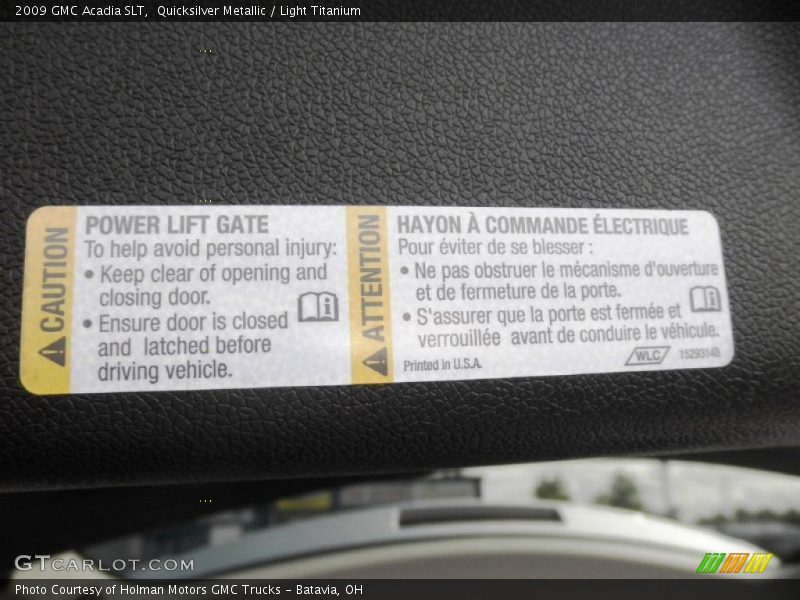 2009 GMC Acadia SLT, Quicksilver Metallic / Light Titanium
CAUTION
POWER LIFT GATE
To help avoid personal injury:
• Keep clear of opening and
closing door.
• Ensure door is closed
and latched before
driving vehicle.
ATTENTION
HAYON À COMMANDE ÉLECTRIQUE
Pour éviter de se blesser :
• Ne pas obstruer le mécanisme d'ouverture
et de fermeture de la porte.
• S'assurer que la porte est fermée et
verrouillée avant de conduire le véhicule.
Printed in U.S.A.
WLC
GTCARLOT.COM
Photo Courtesy of Holman Motors GMC Trucks - Batavia, OH